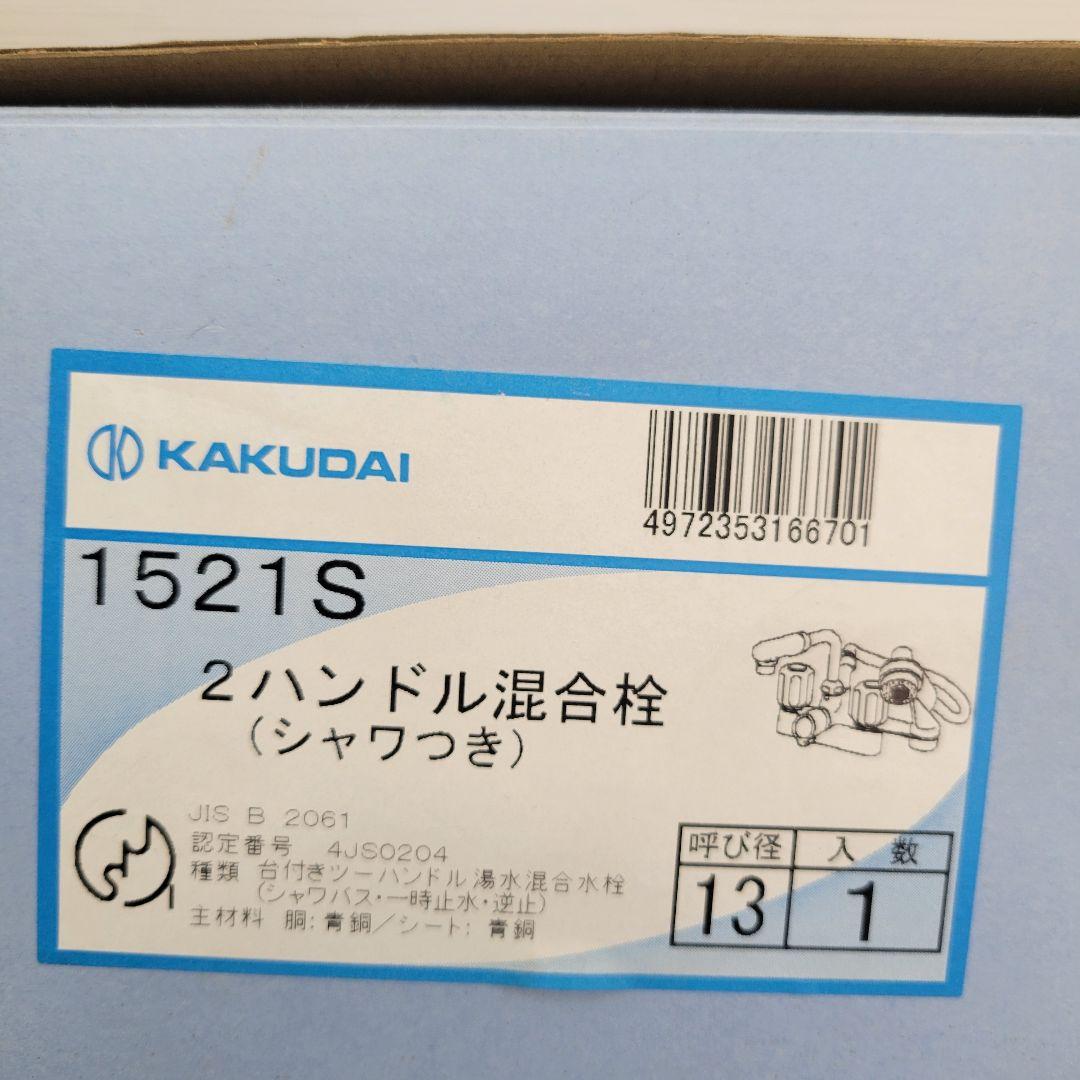 KAKUDAI
4972353166701
1521S
2ハンドル混合栓
(シャワつき)
JIS B 2061
認定番号 4JS0204
種類 台付きツーハンドル湯水混合水栓
(シャワバス・一時止水・逆止)
主材料 胴:青銅/シート: 青銅
呼び径 入数
13 1